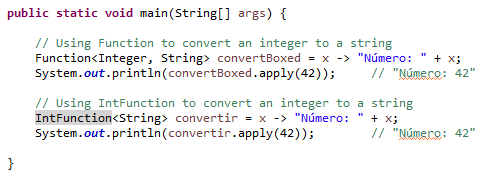 public static void main(String[] args) {
// Using Function to convert an integer to a string
Function<Integer, String> convertBoxed = x -> "Número: " + x;
System.out.println(convertBoxed.apply(42)); // "Número: 42"
// Using IntFunction to convert an integer to a string
IntFunction<String> convertir = x -> "Número: " + x;
System.out.println(convertir.apply(42)); // "Número: 42"
}